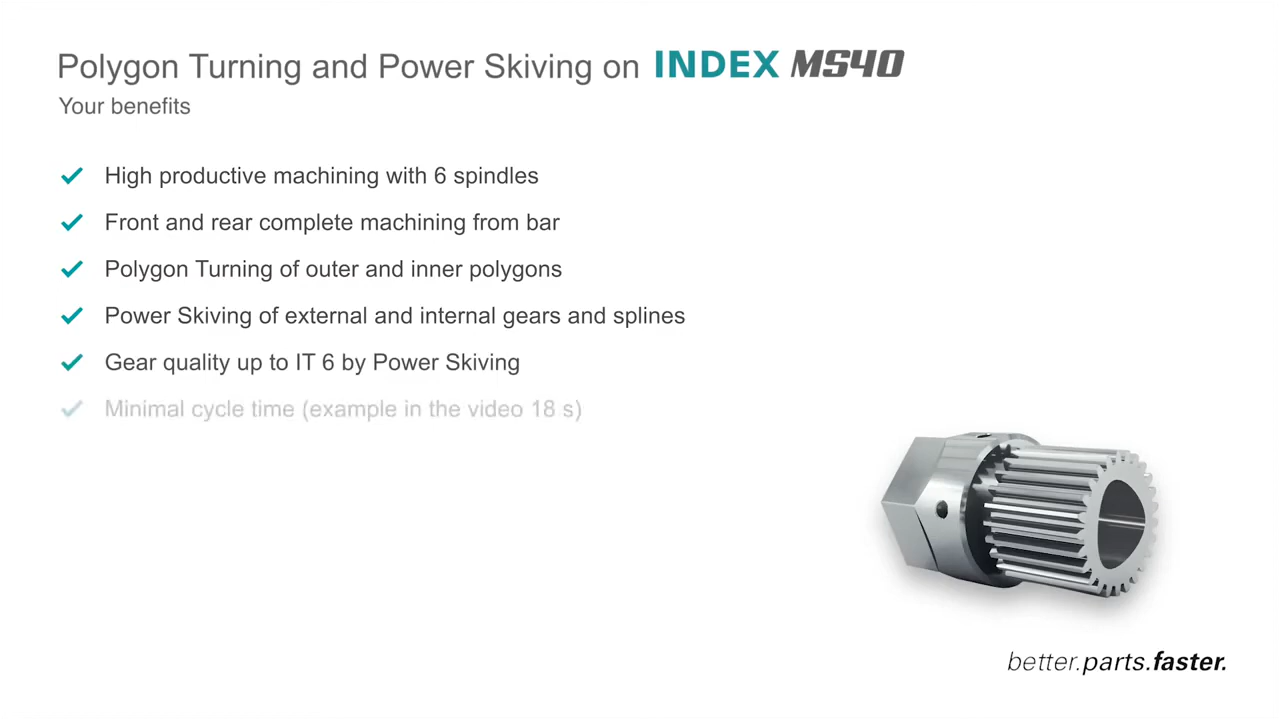 Polygon Turning and Power Skiving on INDEX MS40
Your benefits
High productive machining with 6 spindles
Front and rear complete machining from bar
Polygon Turning of outer and inner polygons
Power Skiving of external and internal gears and splines
Gear quality up to IT 6 by Power Skiving
Minimal cycle time (example in the video 18 s)
better.parts.faster.